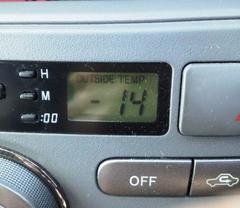 H
OUTSIDE TEMP
M
- 14
:00
OFF